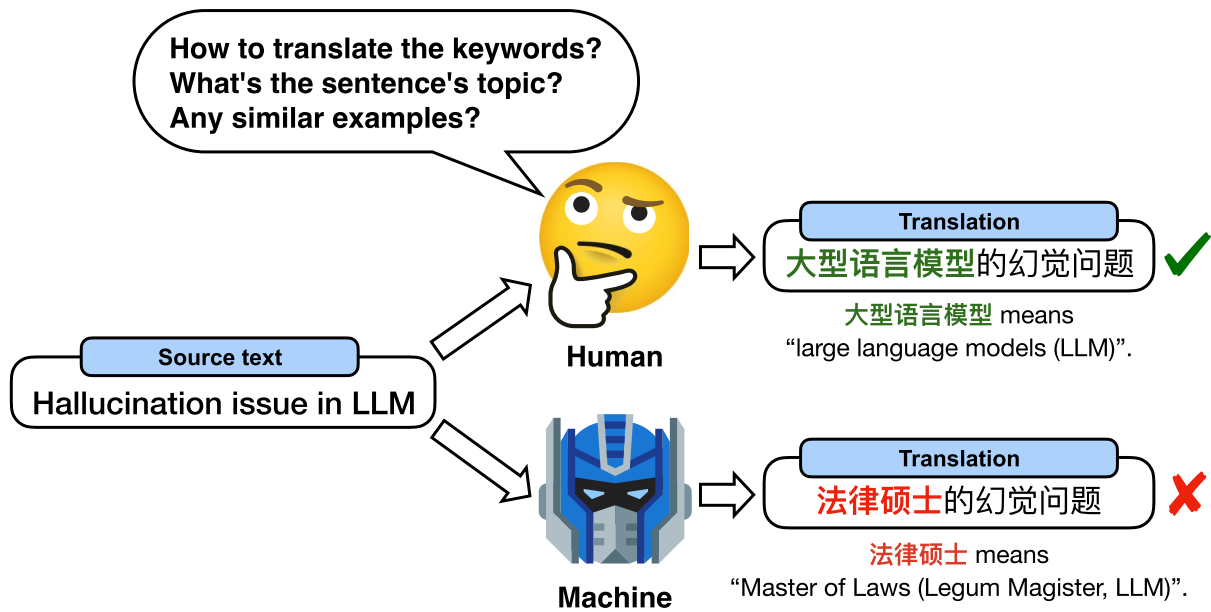 How to translate the keywords?
What's the sentence's topic?
Any similar examples?
Human
Translation
大型语言模型的幻觉问题
大型语言模型 means
“large language models (LLM)”.
Source text
Hallucination issue in LLM
Machine
Translation
法律硕士的幻觉问题
法律硕士 means
“Master of Laws (Legum Magister, LLM)”.